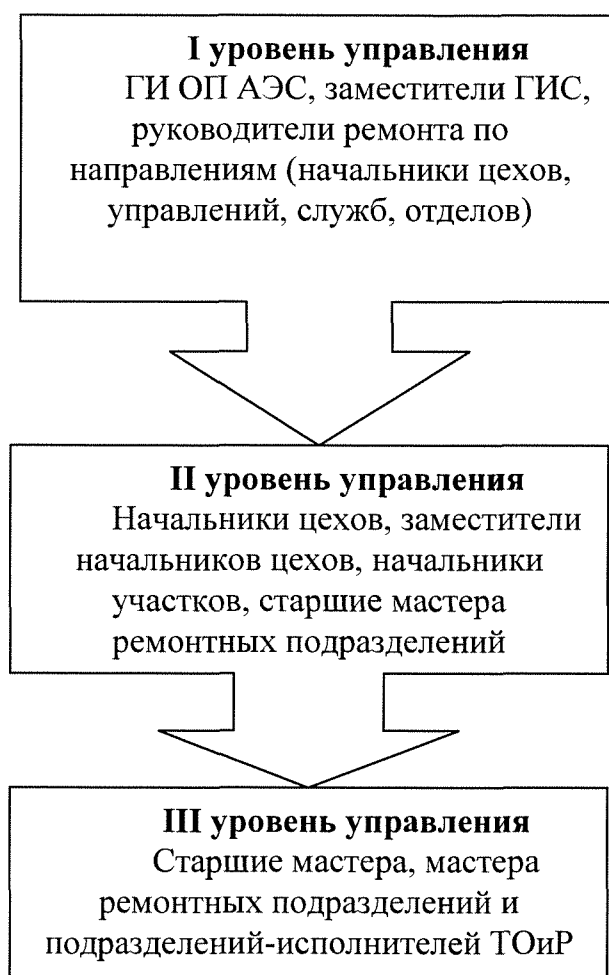 I уровень управления
ГИ ОП АЭС, заместители ГИС,
руководители ремонта по
направлениям (начальники цехов,
управлений, служб, отделов)
II уровень управления
Начальники цехов, заместители
начальников цехов, начальники
участков, старшие мастера
ремонтных подразделений
III уровень управления
Старшие мастера, мастера
ремонтных подразделений и
подразделений-исполнителей ТОиР